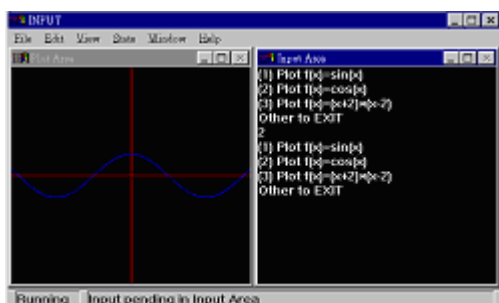 INPUT
File Edit View State Window Help
Plot Area
Input Area
(1) Plot f(x)=sin(x)
(2) Plot f(x)=cos(x)
(3) Plot f(x)=(x+2)*(x-2)
Other to EXIT
2
(1) Plot f(x)=sin(x)
(2) Plot f(x)=cos(x)
(3) Plot f(x)=(x+2)*(x-2)
Other to EXIT
Running Input pending in Input Area